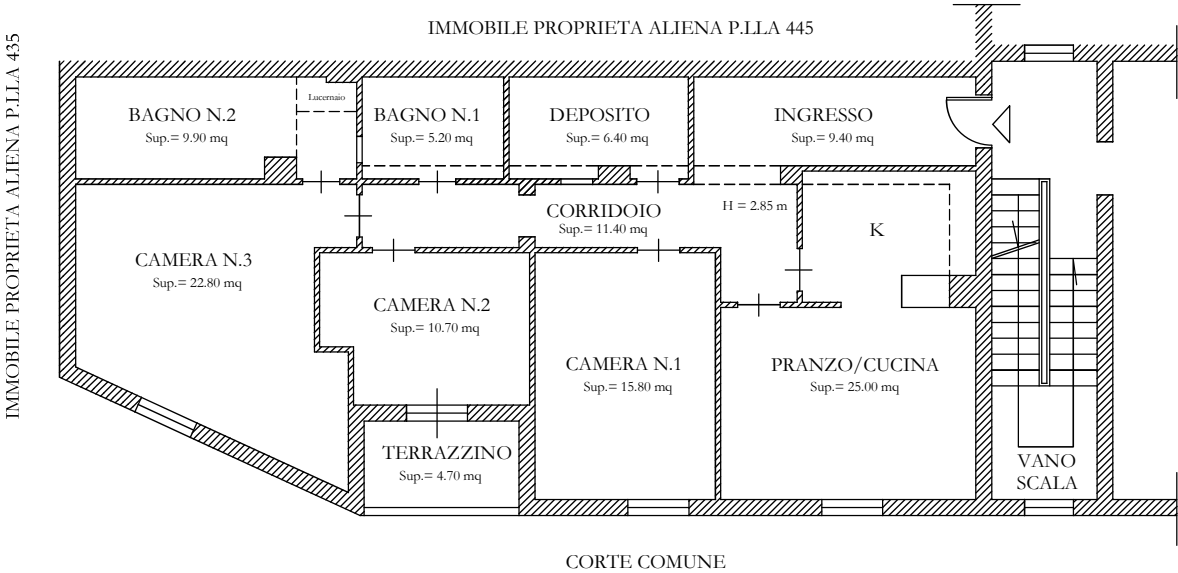 IMMOBILE PROPRIETA ALIENA P.LLA 445
IMMOBILE PROPRIETA ALIENA P.LLA 435
Lucernaio
BAGNO N.2
Sup.= 9.90 mq
BAGNO N.1
Sup.= 5.20 mq
DEPOSITO
Sup.= 6.40 mq
INGRESSO
Sup.= 9.40 mq
H = 2.85 m
CORRIDOIO
Sup.= 11.40 mq
K
CAMERA N.3
Sup.= 22.80 mq
CAMERA N.2
Sup.= 10.70 mq
CAMERA N.1
Sup.= 15.80 mq
PRANZO/CUCINA
Sup.= 25.00 mq
TERRAZZINO
Sup.= 4.70 mq
VANO
SCALA
CORTE COMUNE